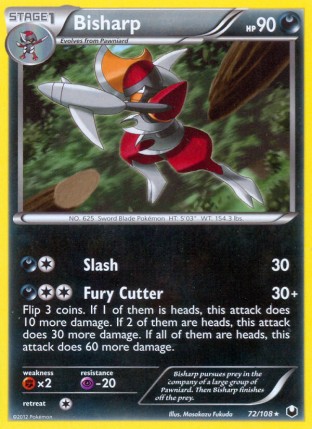 STAGE1 Bisharp HP90
Evolves from Pawniard
NO. 625 Sword Blade Pokémon HT. 5'03" WT. 154.3 lbs.
Slash 30
Fury Cutter 30+
Flip 3 coins. If 1 of them is heads, this attack does
10 more damage. If 2 of them are heads, this attack
does 30 more damage. If all of them are heads, this
attack does 60 more damage.
weakness resistance
×2 -20
retreat
Bisharp pursues prey in the
company of a large group of
Pawniard. Then Bisharp finishes
off the prey.
©2012 Pokémon Illus. Masakazu Fukuda 72/108★